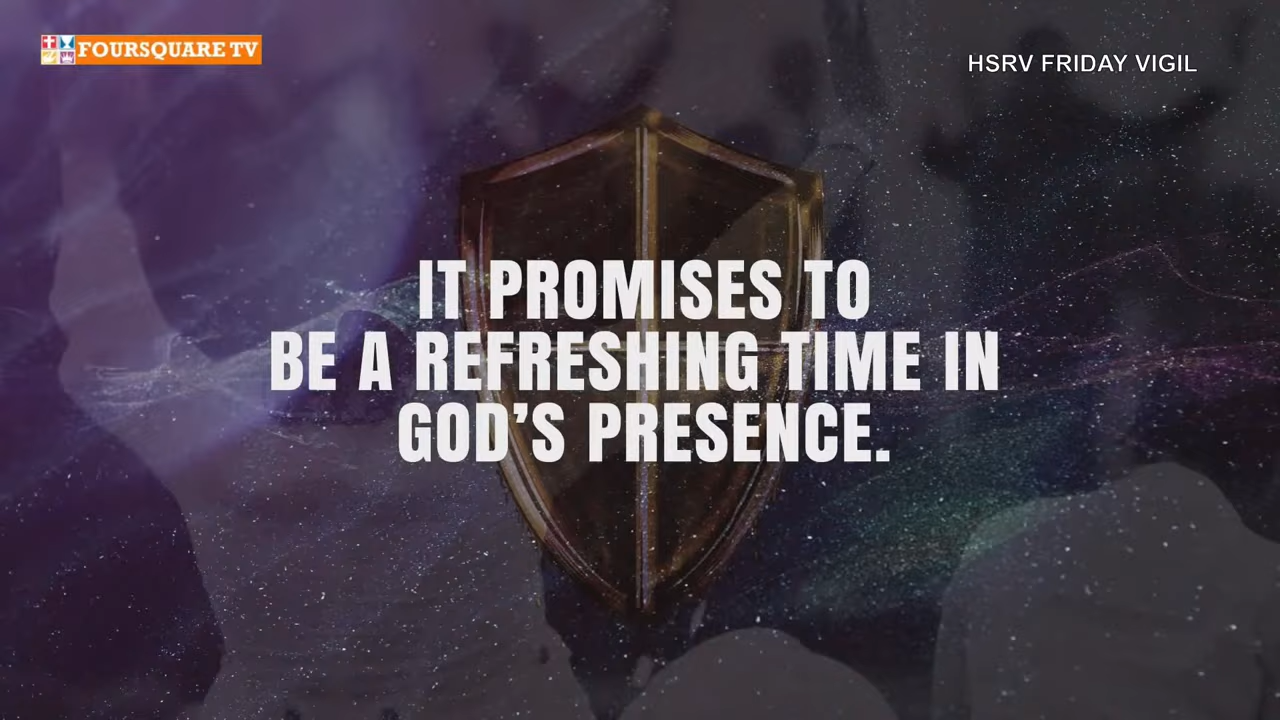 FOURSQUARE TV
HSRV FRIDAY VIGIL
IT PROMISES TO
BE A REFRESHING TIME IN
GOD’S PRESENCE.